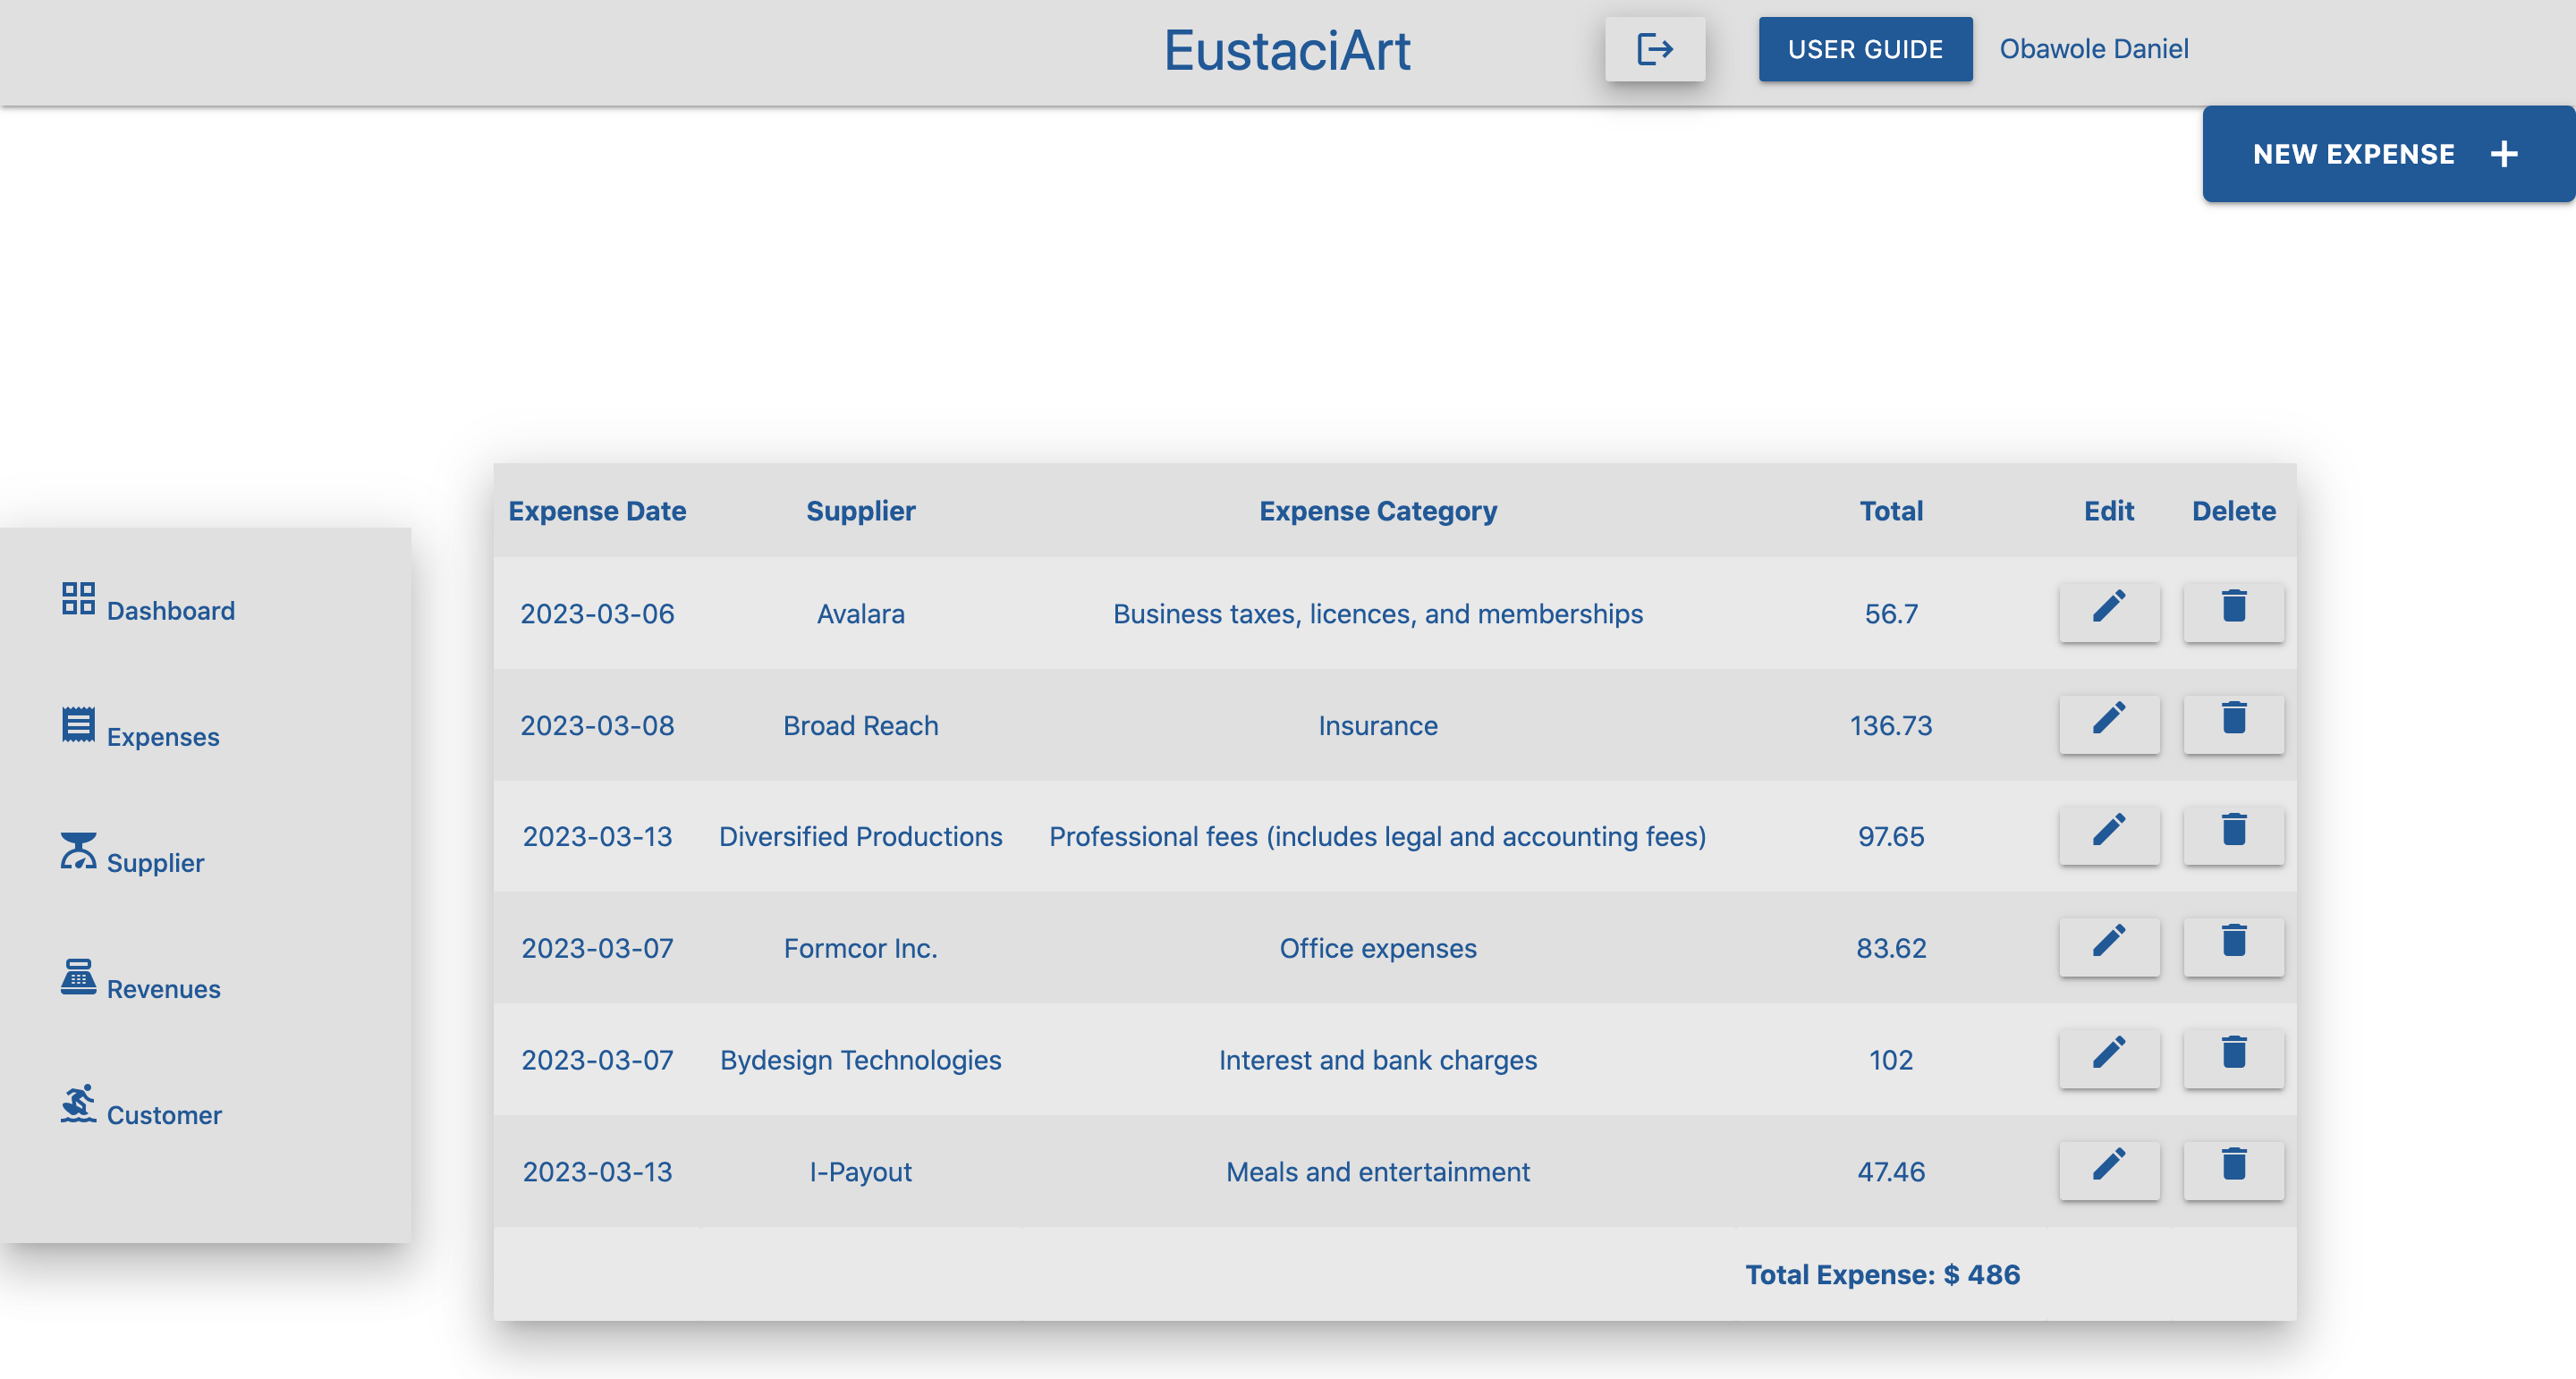 EustaciArt
USER GUIDE
Obawole Daniel
NEW EXPENSE +
Dashboard
Expenses
Supplier
Revenues
Customer
Expense Date Supplier Expense Category Total Edit Delete
2023-03-06 Avalara Business taxes, licences, and memberships 56.7
2023-03-08 Broad Reach Insurance 136.73
2023-03-13 Diversified Productions Professional fees (includes legal and accounting fees) 97.65
2023-03-07 Formcor Inc. Office expenses 83.62
2023-03-07 Bydesign Technologies Interest and bank charges 102
2023-03-13 I-Payout Meals and entertainment 47.46
Total Expense: $ 486